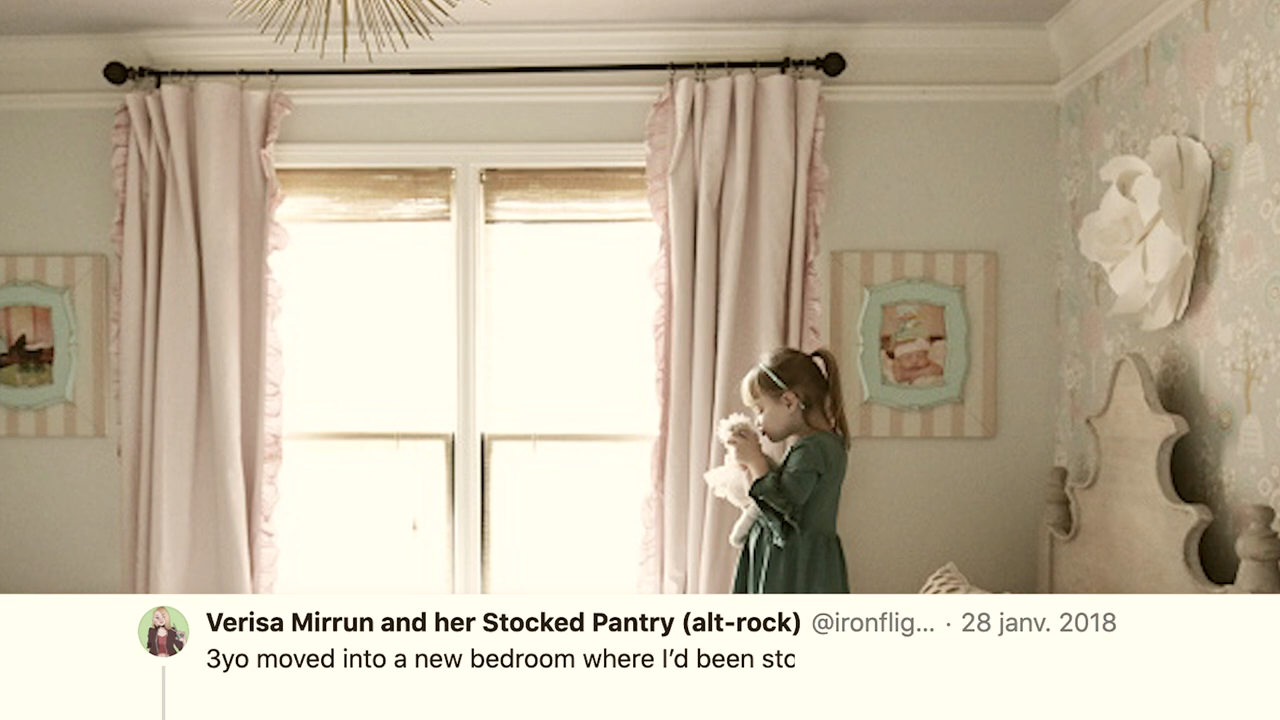 Verisa Mirrun and her Stocked Pantry (alt-rock) @ironflig... · 28 janv. 2018
3yo moved into a new bedroom where I’d been